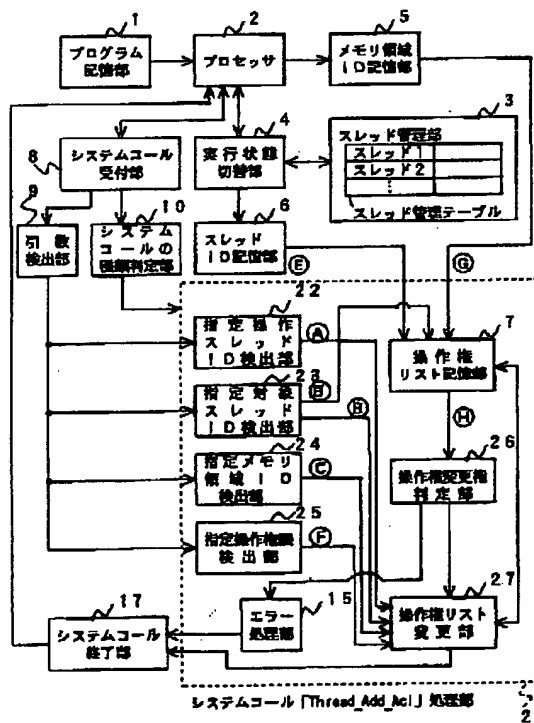 1
プログラム
記憶部
2
プロセッサ
5
メモリ領域
ID記憶部
3
スレッド管理部
スレッド1
スレッド2
スレッド管理テーブル
4
実行状態
切替部
8
システムコール
受付部
9
引数
検出部
10
システム
コールの
種類判定部
6
スレッド
ID記憶部
E
G
22
指定操作
スレッド
ID検出部
A
23
指定対象
スレッド
ID検出部
B
B
24
指定メモリ
領域ID
検出部
C
25
指定操作権限
検出部
F
7
操作権
リスト記憶部
H
26
操作権変更権
判定部
27
操作権リスト
変更部
15
エラー
処理部
17
システムコール
終了部
システムコール「Thread_Add_Acl」処理部